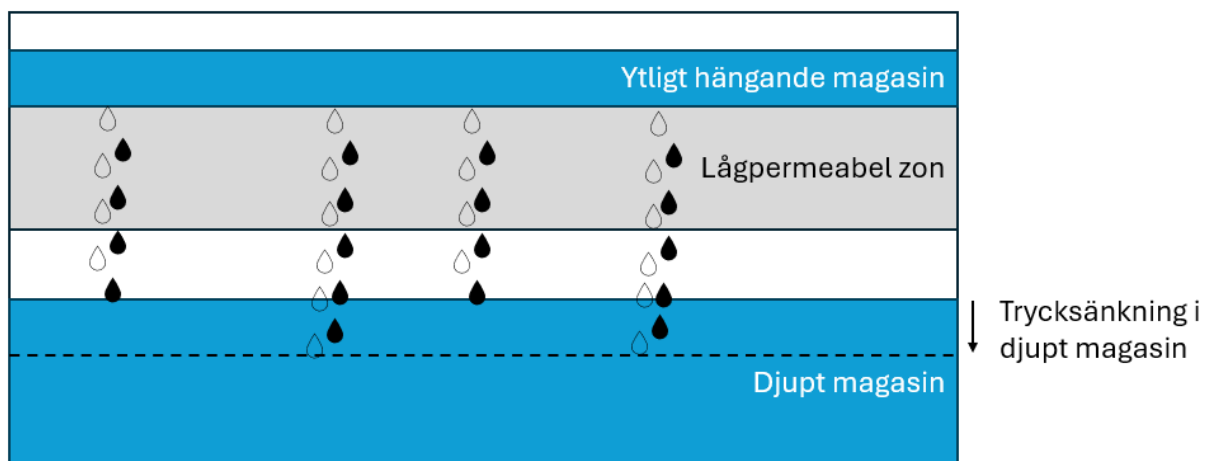 Ytligt hängande magasin
Lågpermeabel zon
Trycksänkning i
djupt magasin
Djupt magasin